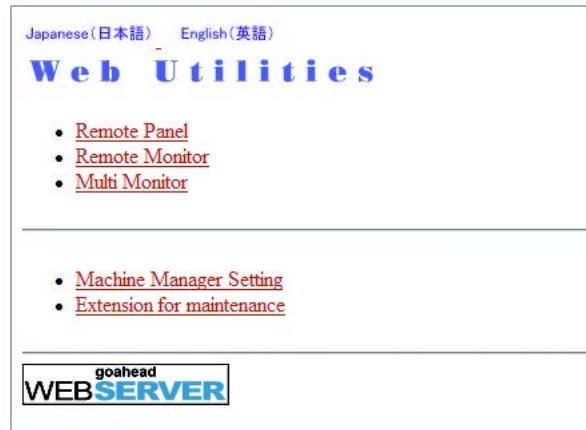 Japanese(日本語) English(英語)
Web Utilities
Remote Panel
Remote Monitor
Multi Monitor
Machine Manager Setting
Extension for maintenance
goahead
WEBSERVER